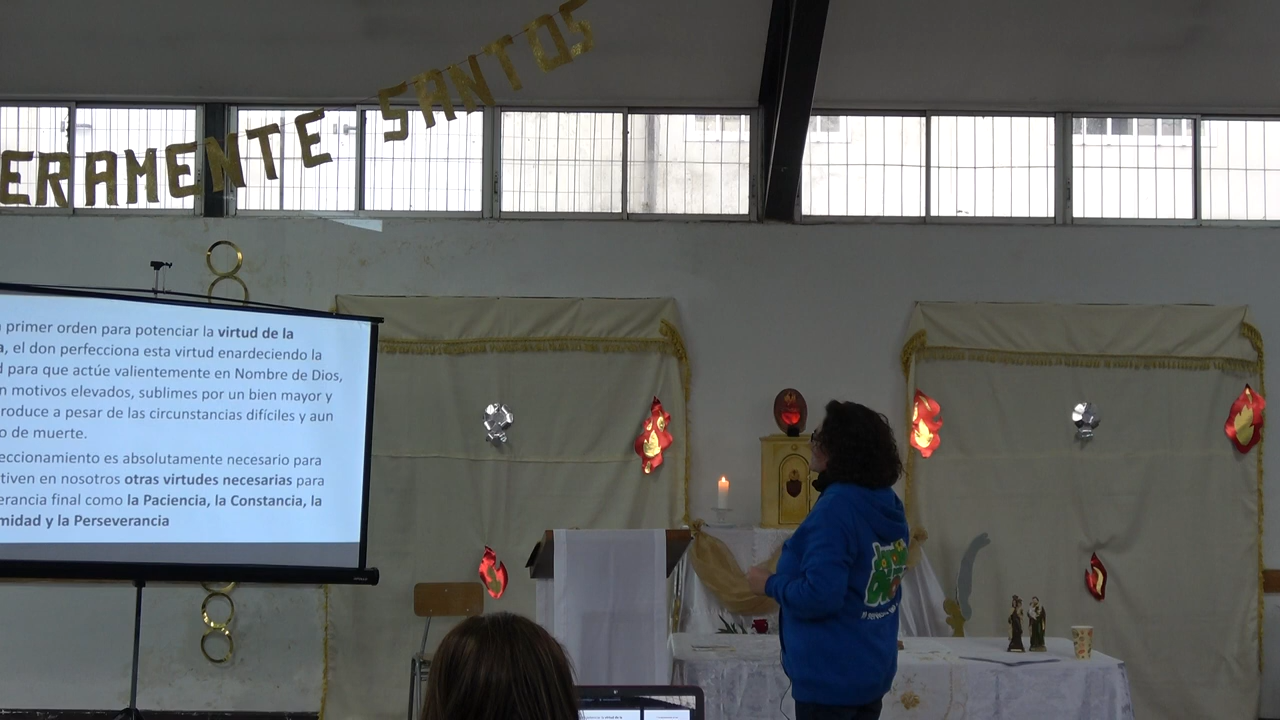 ERAMENTE SANTOS
primer orden para potenciar la virtud de la
, el don perfecciona esta virtud enardeciendo la
para que actúe valientemente en Nombre de Dios,
motivos elevados, sublimes por un bien mayor y
roduce a pesar de las circunstancias difíciles y aun
o de muerte.
eccionamiento es absolutamente necesario para
tiven en nosotros otras virtudes necesarias para
erancia final como la Paciencia, la Constancia, la
midad y la Perseverancia